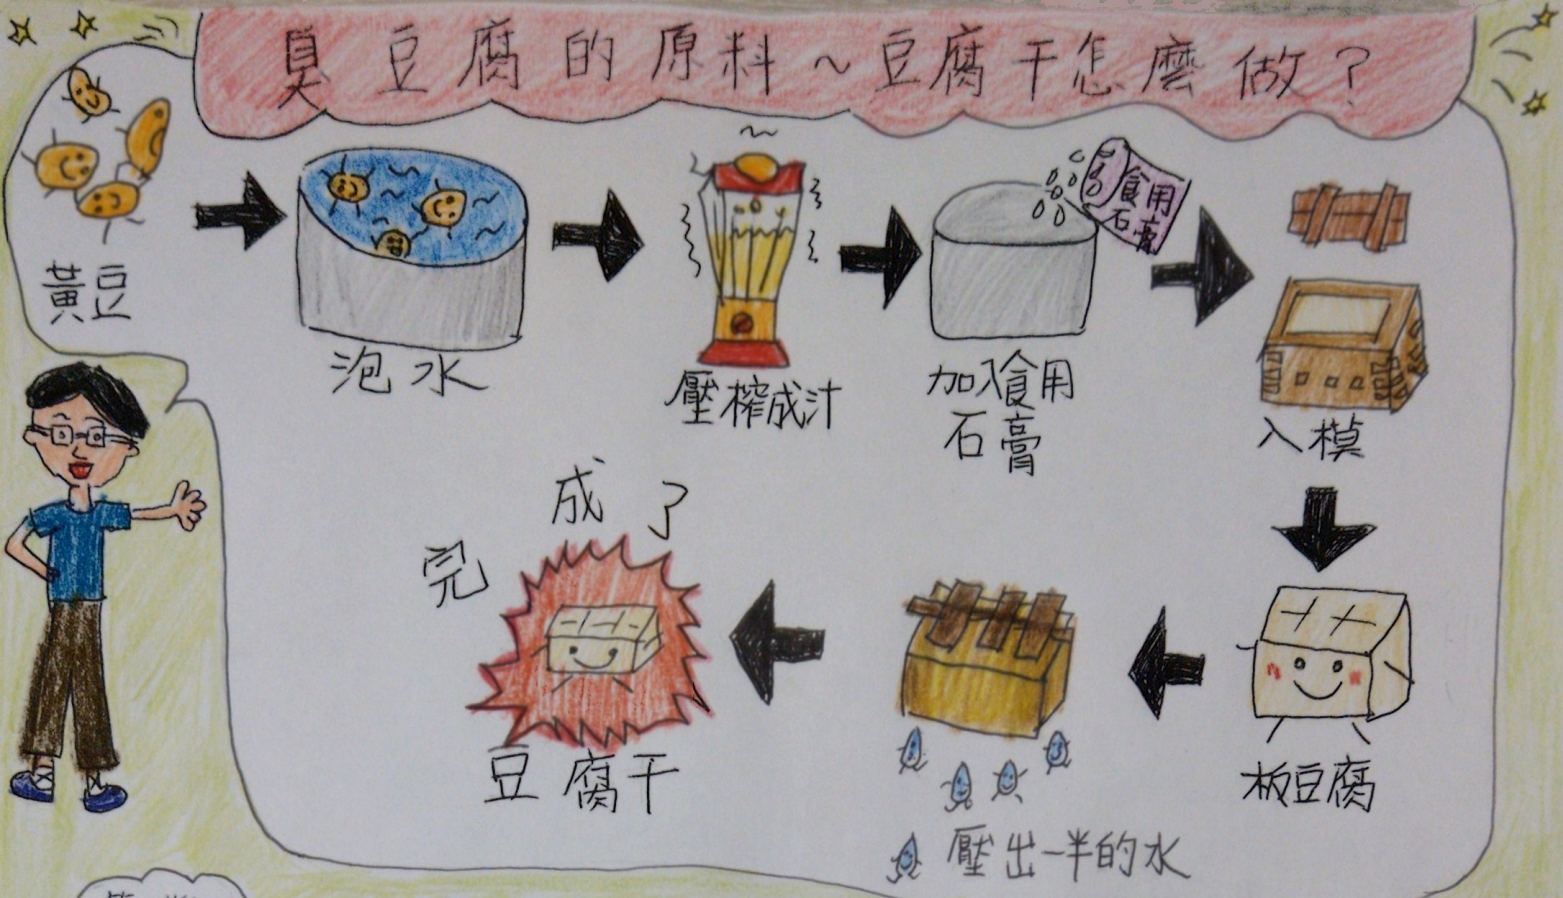 臭豆腐的原料~豆腐干怎麼做?
黃豆
泡水
壓榨成汁
食用
石膏
加入食用
石膏
入模
板豆腐
壓出一半的水
完成了
豆腐干